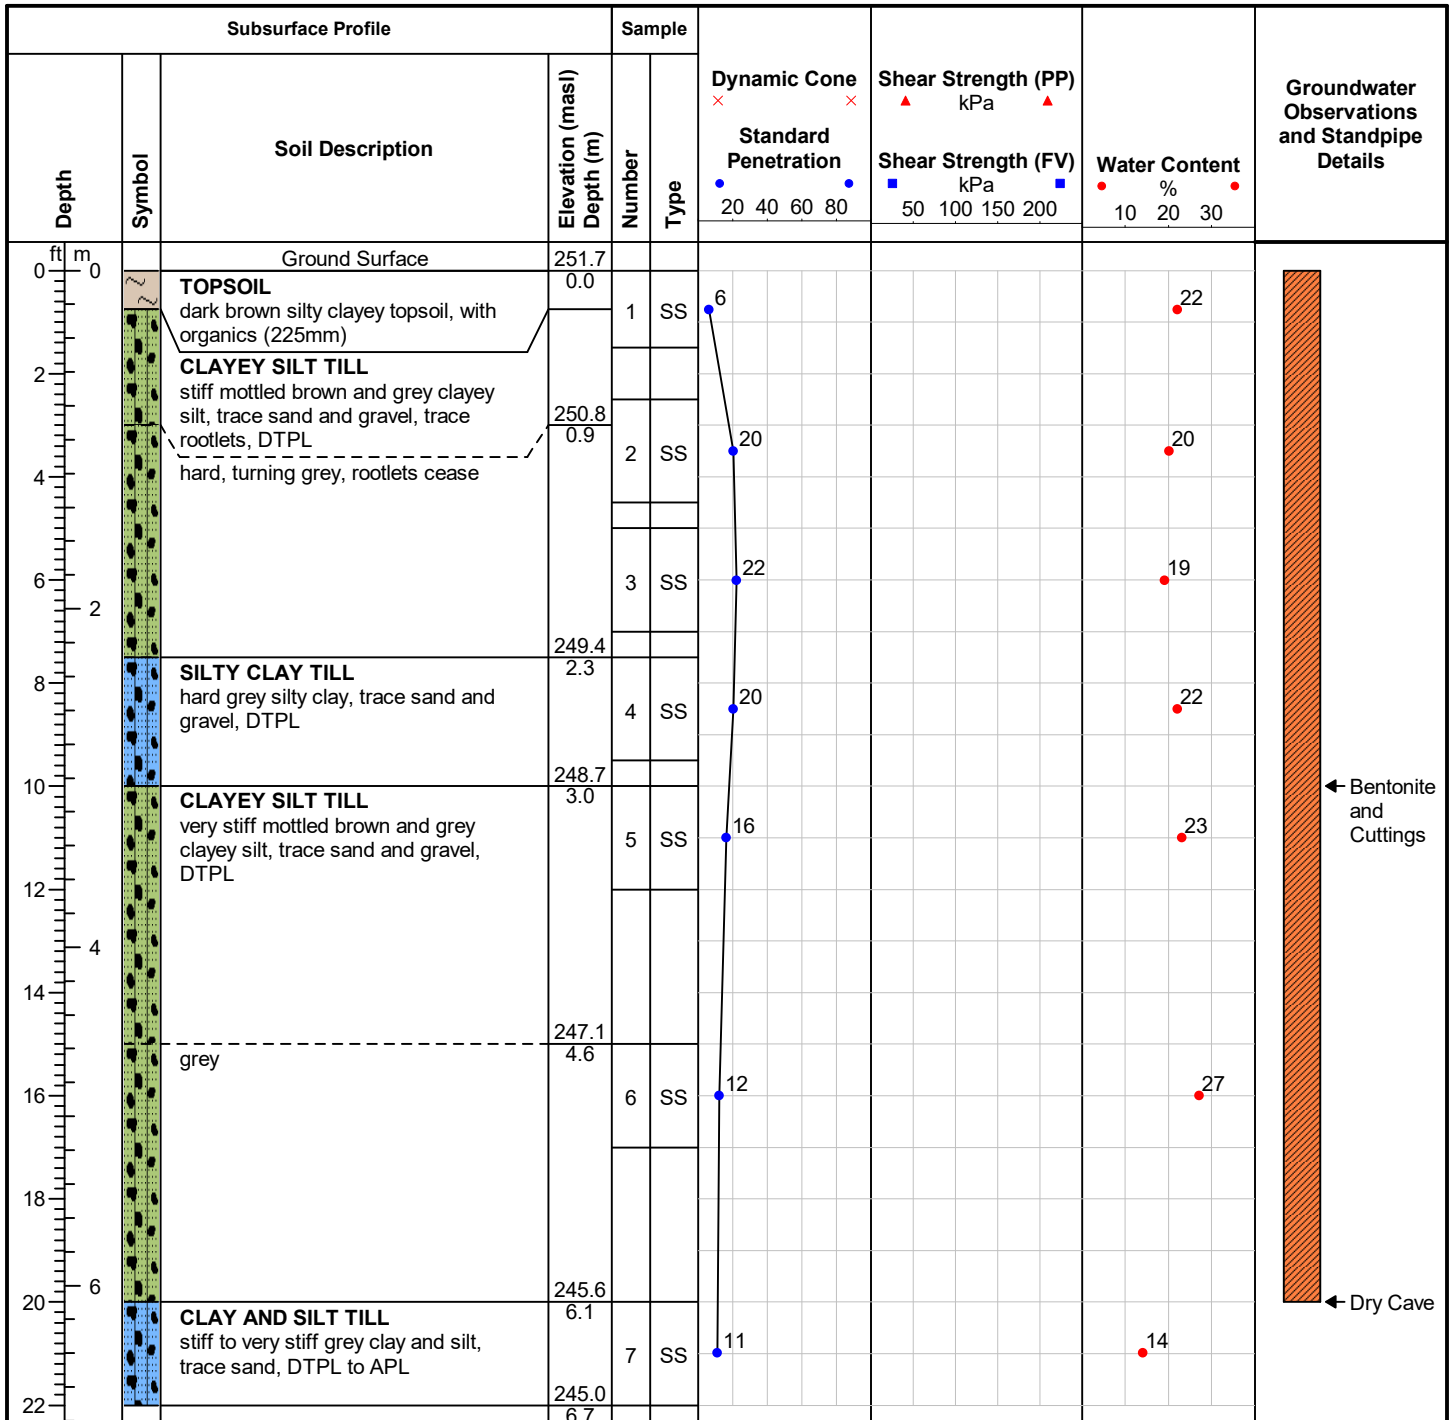 Subsurface Profile
Sample
Depth
Symbol
Soil Description
Elevation (masl)
Depth (m)
Number
Type
Dynamic Cone
Standard
Penetration
20 40 60 80
Shear Strength (PP)
kPa
Shear Strength (FV)
kPa
50 100 150 200
Water Content
%
10 20 30
Groundwater
Observations
and Standpipe
Details
ft m
Ground Surface
251.7
0 0
0.0
TOPSOIL
dark brown silty clayey topsoil, with
organics (225mm)
1 SS
6
22
CLAYEY SILT TILL
stiff mottled brown and grey clayey
silt, trace sand and gravel, trace
rootlets, DTPL
2
250.8
0.9
hard, turning grey, rootlets cease
2 SS
20
20
4
3 SS
22
19
6
2
249.4
2.3
SILTY CLAY TILL
hard grey silty clay, trace sand and
gravel, DTPL
8
4 SS
20
22
248.7
10
3.0
CLAYEY SILT TILL
very stiff mottled brown and grey
clayey silt, trace sand and gravel,
DTPL
5 SS
16
23
Bentonite
and
Cuttings
12
4
14
247.1
4.6
grey
16
6 SS
12
27
18
6
245.6
20
6.1
CLAY AND SILT TILL
stiff to very stiff grey clay and silt,
trace sand, DTPL to APL
7 SS
11
14
Dry Cave
245.0
22
6.7